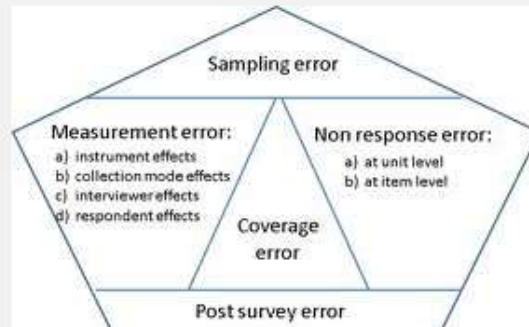 Sampling error
Measurement error:
a) instrument effects
b) collection mode effects
c) interviewer effects
d) respondent effects
Non response error:
a) at unit level
b) at item level
Coverage
error
Post survey error